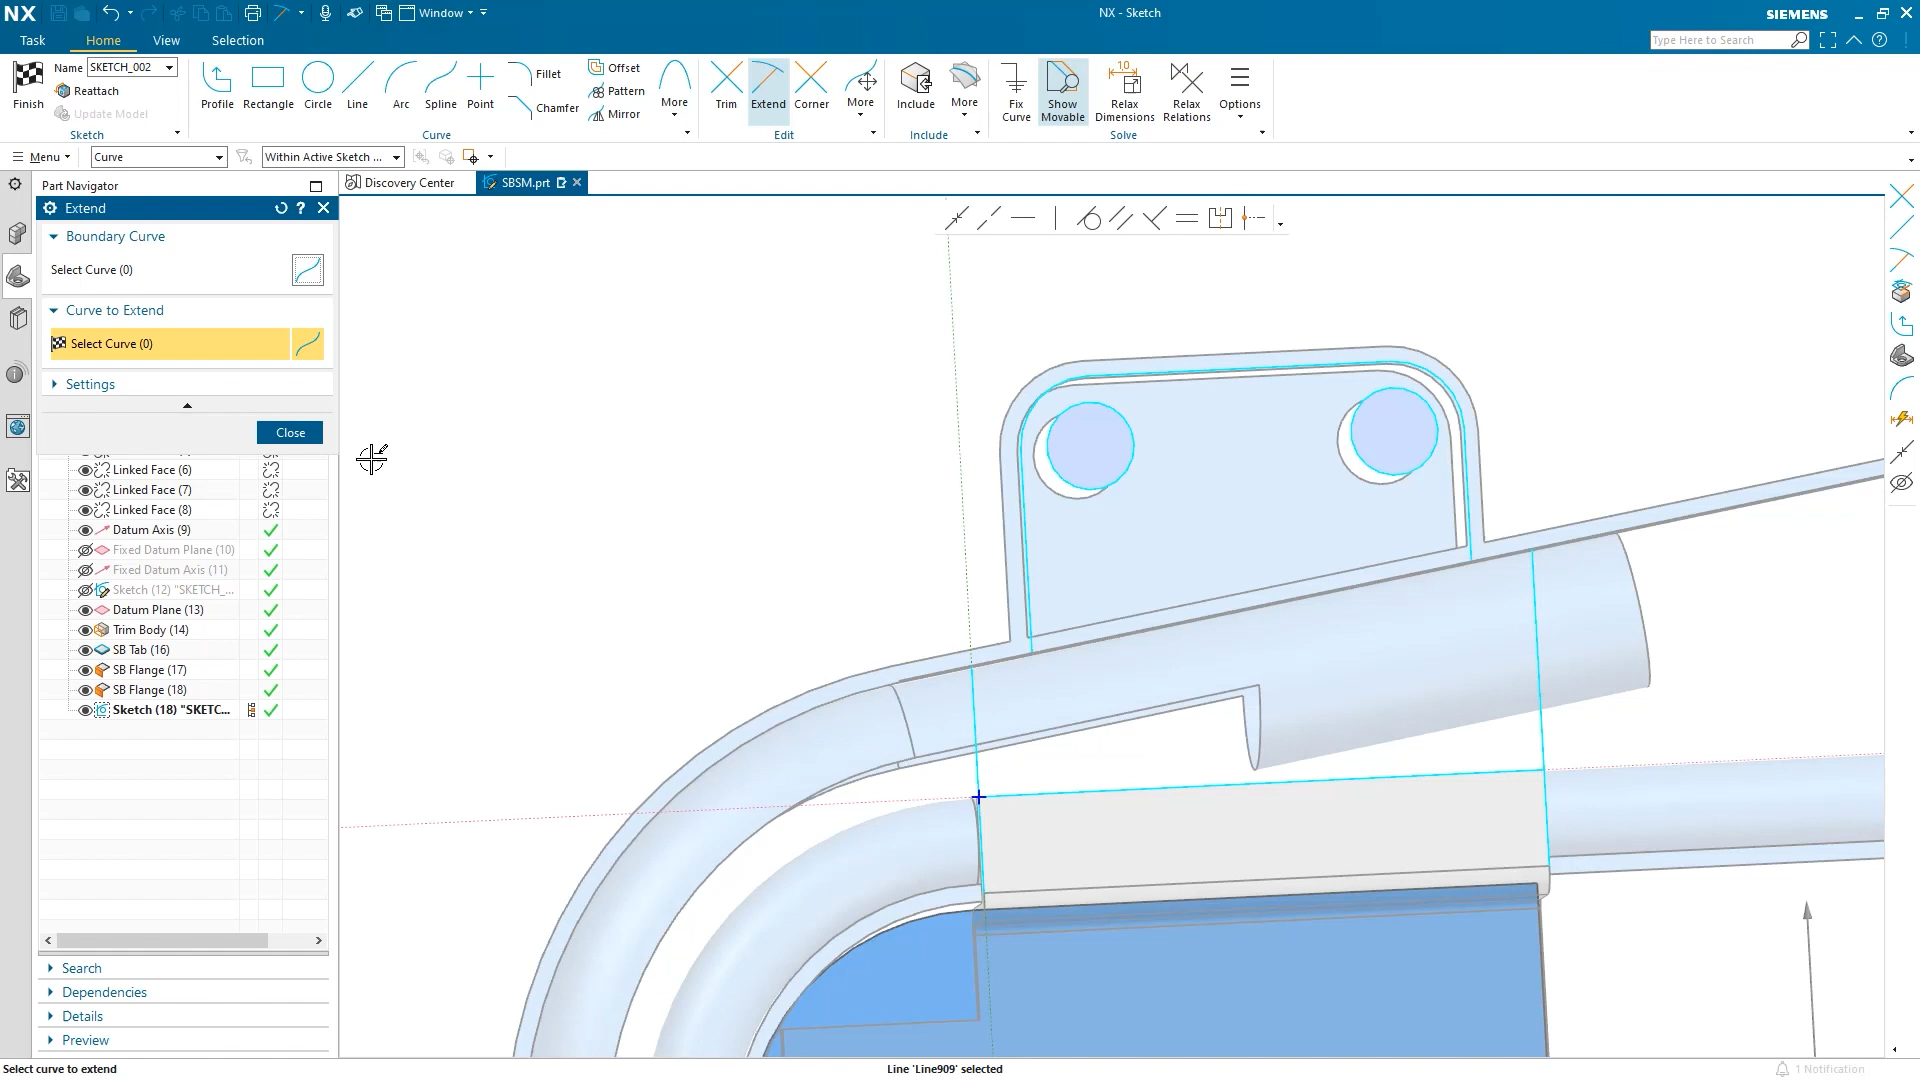 NX
Window
NX - Sketch
SIEMENS
Task
Home
View
Selection
Type Here to Search
Finish
Name
SKETCH_002
Reattach
Update Model
Sketch
Profile
Rectangle
Circle
Line
Arc
Spline
Point
Fillet
Chamfer
Offset
Pattern
Mirror
More
Curve
Trim
Extend
Corner
More
Edit
Include
More
Include
Fix Curve
Show Movable
1,0
Relax Dimensions
Relax Relations
Options
Solve
Menu
Curve
Within Active Sketch ...
Part Navigator
Discovery Center
SBSM.prt
Extend
Boundary Curve
Select Curve (0)
Curve to Extend
Select Curve (0)
Settings
Close
Linked Face (6)
Linked Face (7)
Linked Face (8)
Datum Axis (9)
Fixed Datum Plane (10)
Fixed Datum Axis (11)
Sketch (12) "SKETCH_...
Datum Plane (13)
Trim Body (14)
SB Tab (16)
SB Flange (17)
SB Flange (18)
Sketch (18) "SKETC...
Search
Dependencies
Details
Preview
Select curve to extend
Line 'Line909' selected
1 Notification